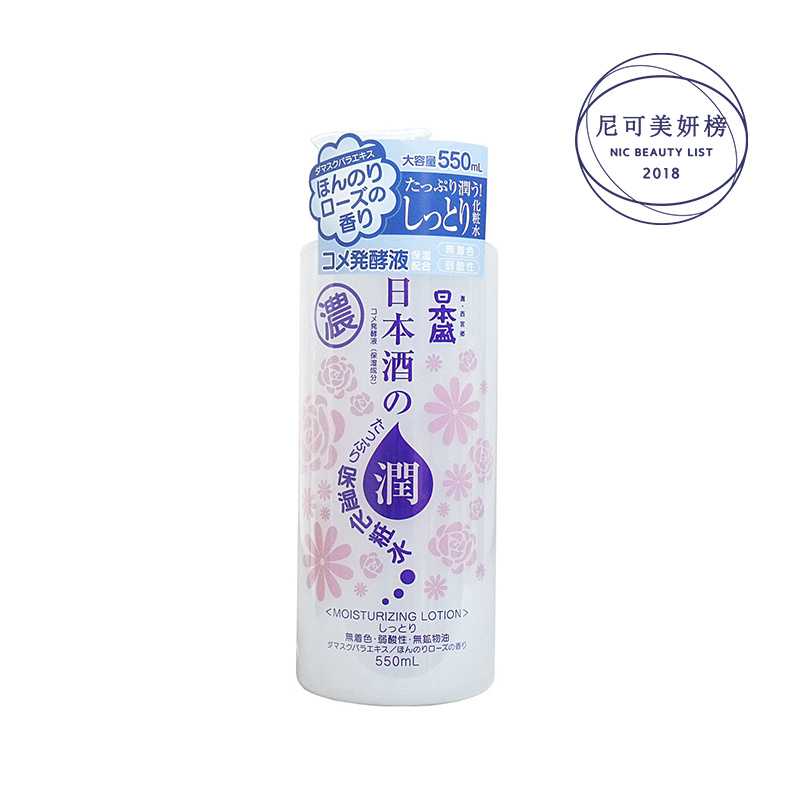 尼可美妍榜
NIC BEAUTY LIST
2018
ダマスクバラエキス
ほんのり
ローズの
香り
大容量550mL
たっぷり潤う!
しっとり化粧水
コメ発酵液保湿配合
無着色
弱酸性
濃
日本酒の
コメ発酵液(保湿成分)
灘・西宮郷
日本盛
たっぷり
保湿化粧水
潤
<MOISTURIZING LOTION>
しっとり
無着色・弱酸性・無鉱物油
ダマスクバラエキス/ほんのりローズの香り
550mL